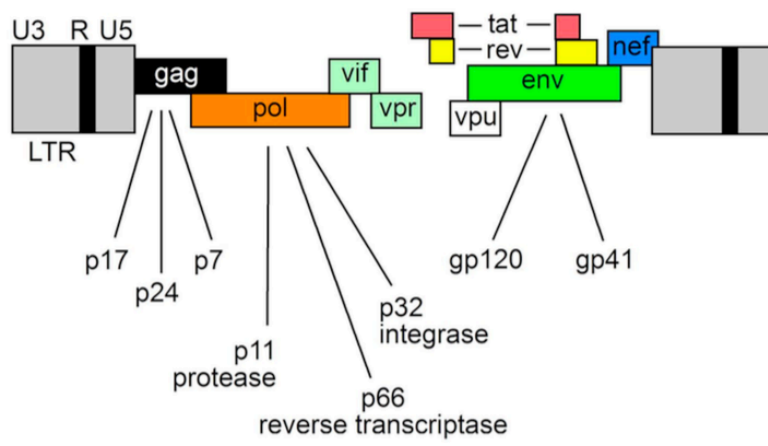 U3 R U5
LTR
gag
pol
vif
vpr
tat
rev
nef
env
vpu
p17
p24
p7
gp120
gp41
p32
integrase
p11
protease
p66
reverse transcriptase